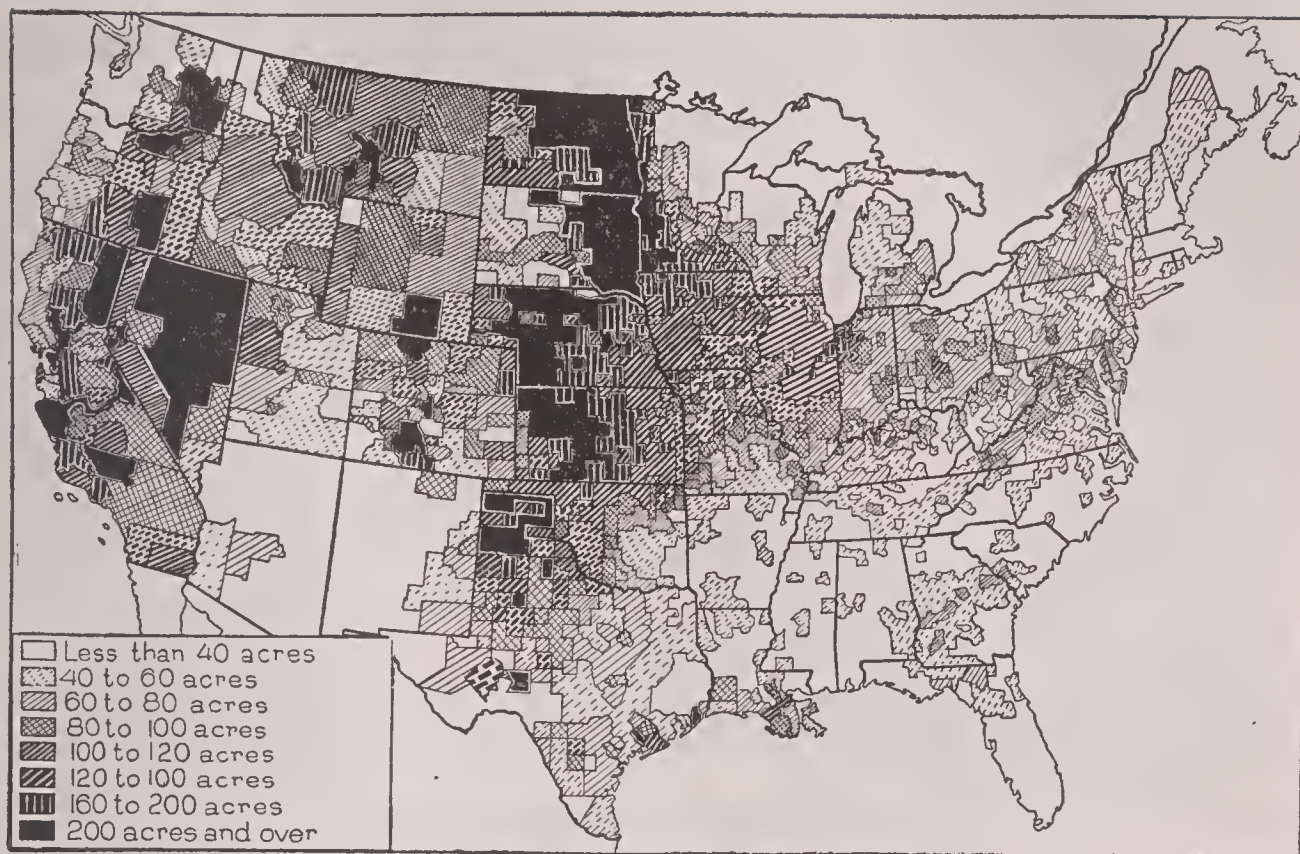 Less than 40 acres
40 to 60 acres
60 to 80 acres
80 to 100 acres
100 to 120 acres
120 to 100 acres
160 to 200 acres
200 acres and over